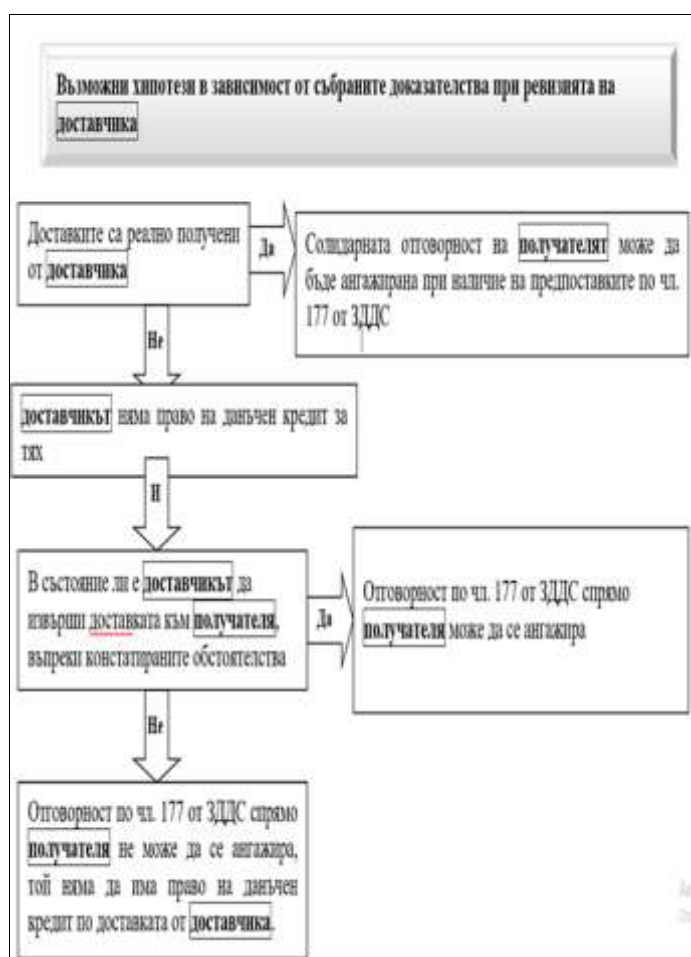 Възможни хипотези в зависимост от събраните доказателства при ревизията на
доставчика
Доставките са реално получени
от доставчика
Да
Солидарната отговорност на получателят може да
бъде ангажирана при наличие на предпоставките по чл.
177 от ЗДДС
Не
доставчикът няма право на данъчен кредит за
тях
И
В състояние ли е доставчикът да
извърши доставката към получателя,
въпреки констатираните обстоятелства
Да
Отговорност по чл. 177 от ЗДДС спрямо
получателя може да се ангажира
Не
Отговорност по чл. 177 от ЗДДС спрямо
получателя не може да се ангажира,
той няма да има право на данъчен
кредит по доставката от доставчика.